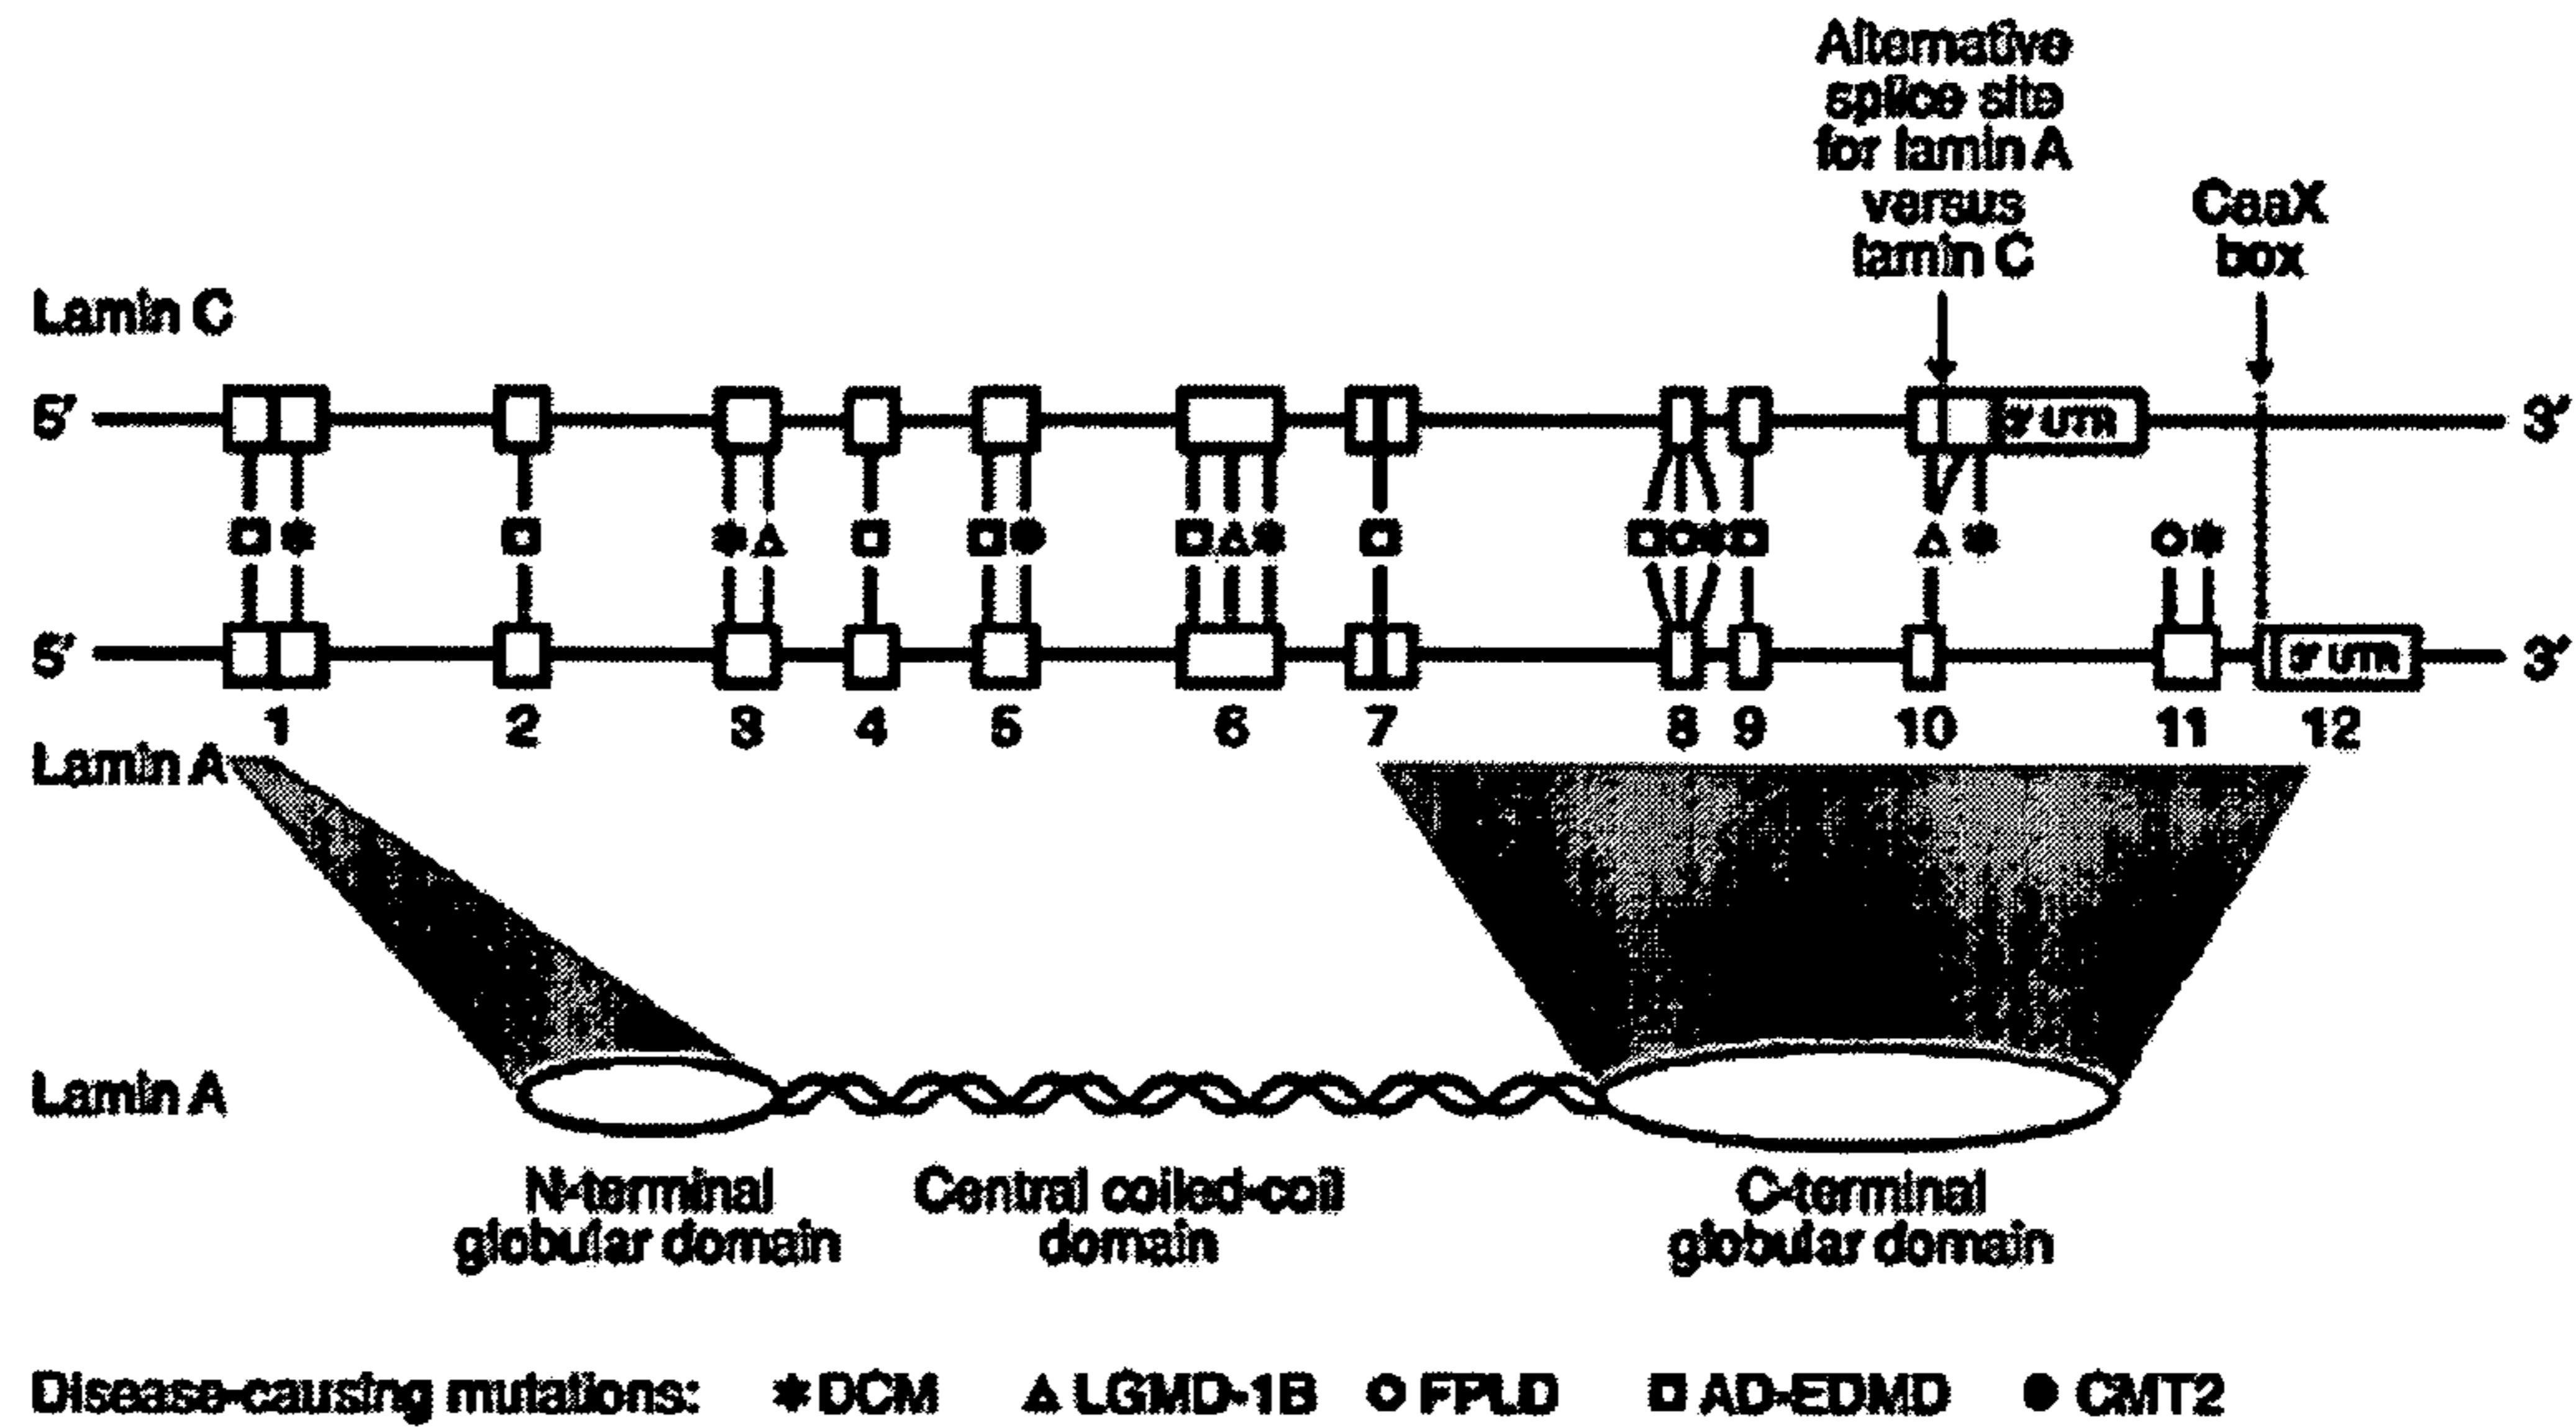 Alternative
splice site
for lamin A
versus
lamin C
CaaX
box
Lamin C
5′ 3′ UTR 3′
5′ 3′ UTR 3′
1 2 3 4 5 6 7 8 9 10 11 12
Lamin A
Lamin A
N-terminal
globular domain
Central coiled-coil
domain
C-terminal
globular domain
Disease-causing mutations: DCM LGMD-1B FPLD AD-EDMD CMT2